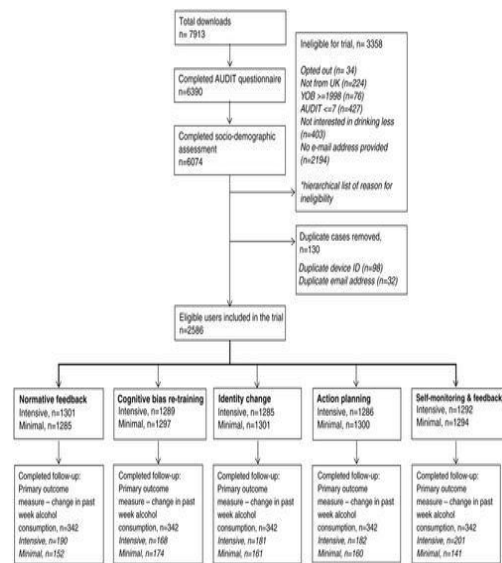 Total downloads
n= 7913
Completed AUDIT questionnaire
n=6390
Completed socio-demographic
assessment
n=6074
Ineligible for trial, n= 3358
Opted out (n= 34)
Not from UK (n=224)
YOB >=1998 (n=76)
AUDIT <=7 (n=427)
Not interested in drinking less
(n=403)
No e-mail address provided
(n=2194)
*hierarchical list of reason for
ineligibility
Duplicate cases removed,
n=130
Duplicate device ID (n=98)
Duplicate email address (n=32)
Eligible users included in the trial
n=2586
Normative feedback
Intensive, n=1301
Minimal, n=1285
Cognitive bias re-training
Intensive, n=1289
Minimal, n=1297
Identity change
Intensive, n=1285
Minimal, n=1301
Action planning
Intensive, n=1286
Minimal, n=1300
Self-monitoring & feedback
Intensive, n=1292
Minimal, n=1294
Completed follow-up:
Primary outcome
measure – change in past
week alcohol
consumption, n=342
Intensive, n=190
Minimal, n=152
Completed follow-up:
Primary outcome
measure – change in past
week alcohol
consumption, n=342
Intensive, n=168
Minimal, n=174
Completed follow-up:
Primary outcome
measure – change in past
week alcohol
consumption, n=342
Intensive, n=181
Minimal, n=161
Completed follow-up:
Primary outcome
measure – change in past
week alcohol
consumption, n=342
Intensive, n=182
Minimal, n=160
Completed follow-up:
Primary outcome
measure – change in past
week alcohol
consumption, n=342
Intensive, n=201
Minimal, n=141